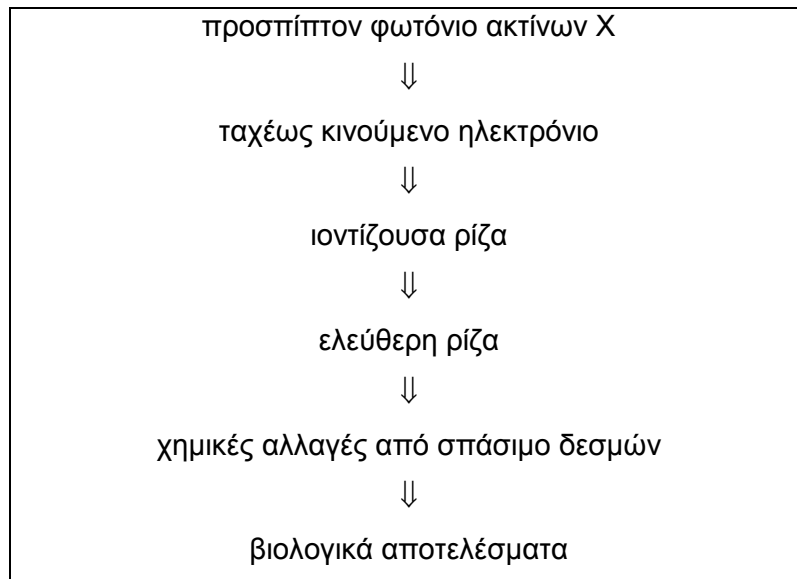 προσπίπτον φωτόνιο ακτίνων Χ
⇓
ταχέως κινούμενο ηλεκτρόνιο
⇓
ιοντίζουσα ρίζα
⇓
ελεύθερη ρίζα
⇓
χημικές αλλαγές από σπάσιμο δεσμών
⇓
βιολογικά αποτελέσματα